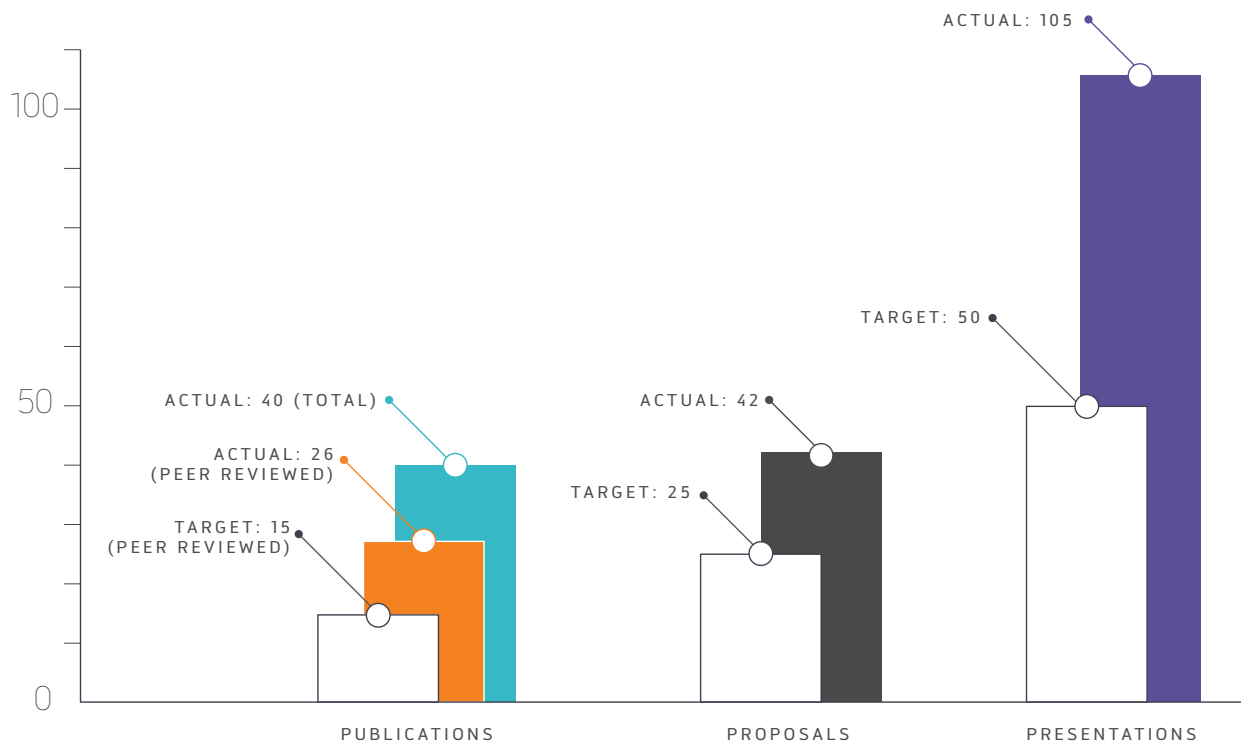 ACTUAL: 105
100
TARGET: 50
50
ACTUAL: 40 (TOTAL)
ACTUAL: 42
ACTUAL: 26
(PEER REVIEWED)
TARGET: 25
TARGET: 15
(PEER REVIEWED)
0
PUBLICATIONS
PROPOSALS
PRESENTATIONS